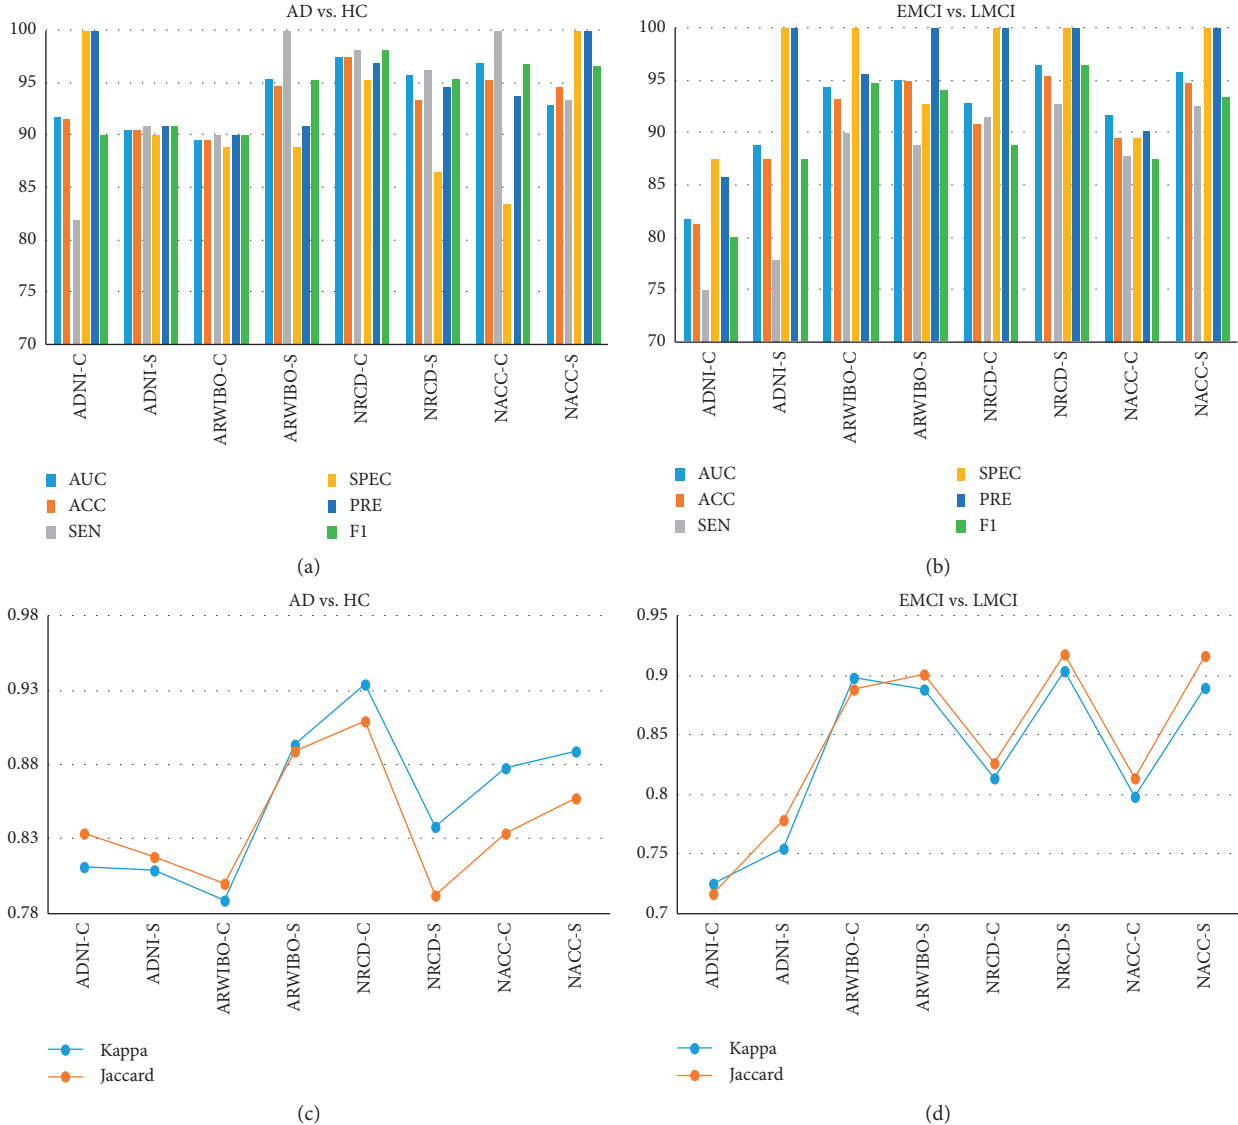 AD vs. HC
100
95
90
85
80
75
70
ADNI-C
ADNI-S
ARWIBO-C
ARWIBO-S
NRCD-C
NRCD-S
NACC-C
NACC-S
AUC
ACC
SEN
SPEC
PRE
F1
(a)
EMCI vs. LMCI
100
95
90
85
80
75
70
ADNI-C
ADNI-S
ARWIBO-C
ARWIBO-S
NRCD-C
NRCD-S
NACC-C
NACC-S
AUC
ACC
SEN
SPEC
PRE
F1
(b)
AD vs. HC
0.98
0.93
0.88
0.83
0.78
ADNI-C
ADNI-S
ARWIBO-C
ARWIBO-S
NRCD-C
NRCD-S
NACC-C
NACC-S
Kappa
Jaccard
(c)
EMCI vs. LMCI
0.95
0.9
0.85
0.8
0.75
0.7
ADNI-C
ADNI-S
ARWIBO-C
ARWIBO-S
NRCD-C
NRCD-S
NACC-C
NACC-S
Kappa
Jaccard
(d)